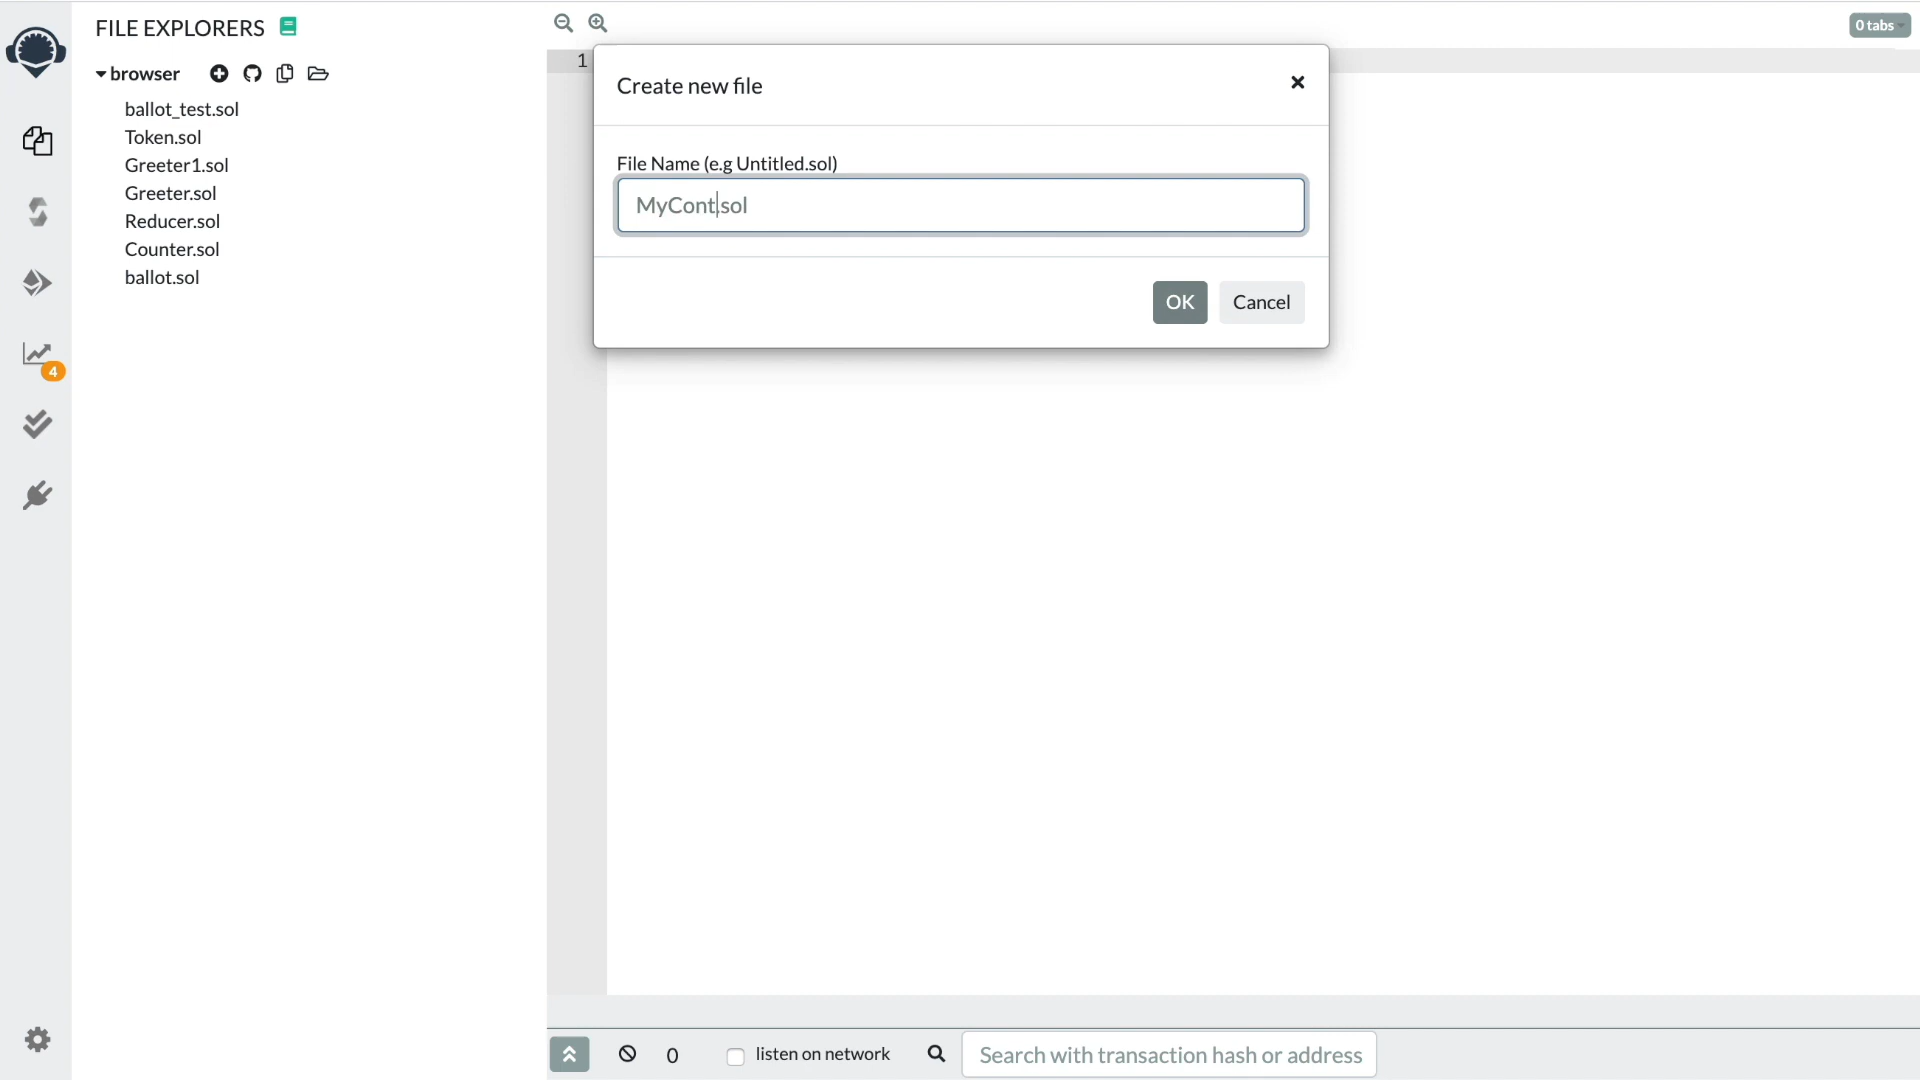 FILE EXPLORERS
0 tabs
browser
ballot_test.sol
Token.sol
Greeter1.sol
Greeter.sol
Reducer.sol
Counter.sol
ballot.sol
4
1
Create new file
File Name (e.g Untitled.sol)
MyCont.sol
OK
Cancel
0
listen on network
Search with transaction hash or address